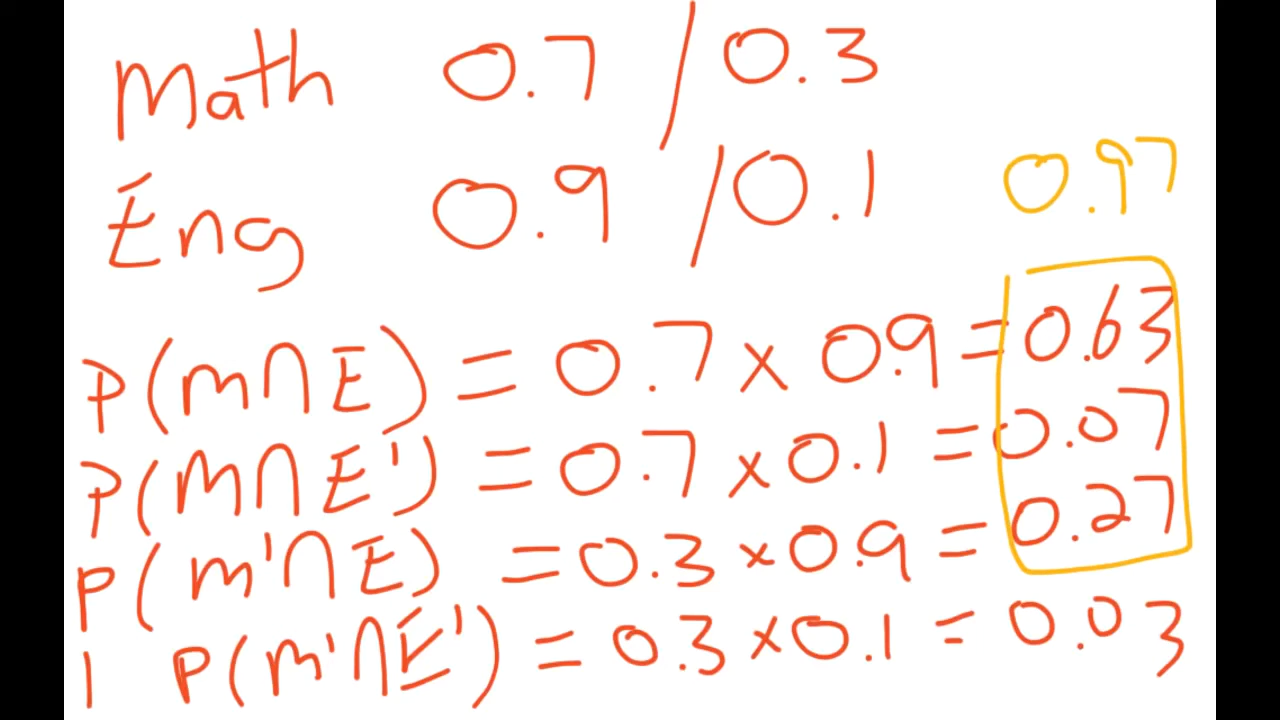 Math 0.7 / 0.3
Eng 0.9 / 0.1 0.97
P(m∩E) = 0.7 x 0.9 = 0.63
P(m∩E') = 0.7 x 0.1 = 0.07
P(m'∩E) = 0.3 x 0.9 = 0.27
1 P(m'∩E') = 0.3 x 0.1 = 0.03